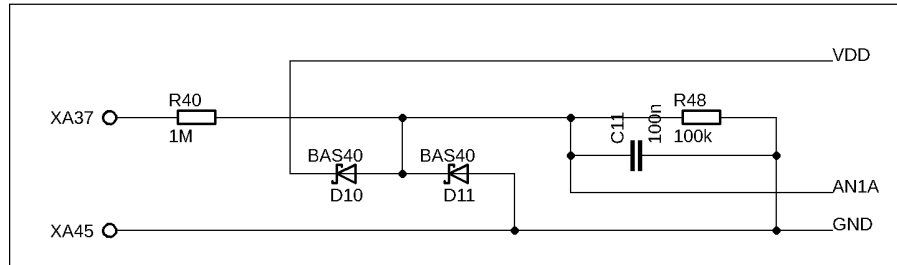 VDD
XA37
R40
1M
C11
100n
R48
100k
BAS40
D10
BAS40
D11
AN1A
XA45
GND